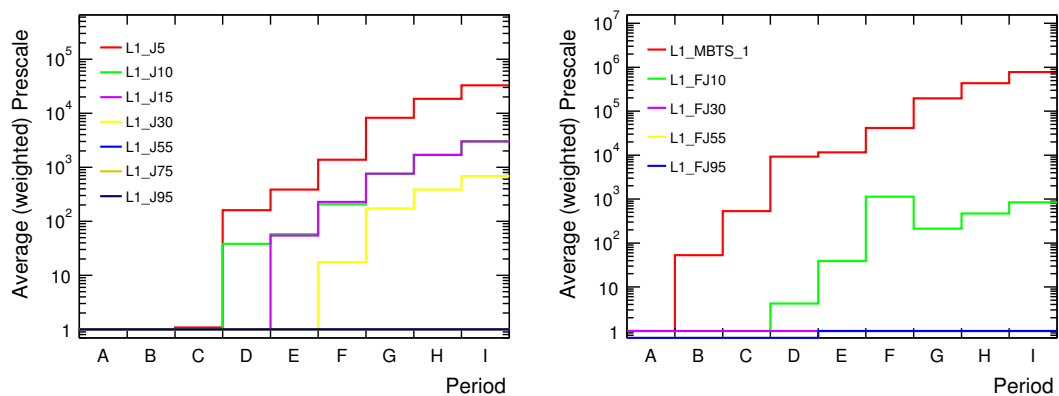 Average (weighted) Prescale
10^5
10^4
10^3
10^2
10
1
L1_J5
L1_J10
L1_J15
L1_J30
L1_J55
L1_J75
L1_J95
A B C D E F G H I
Period
Average (weighted) Prescale
10^7
10^6
10^5
10^4
10^3
10^2
10
1
L1_MBTS_1
L1_FJ10
L1_FJ30
L1_FJ55
L1_FJ95
A B C D E F G H I
Period